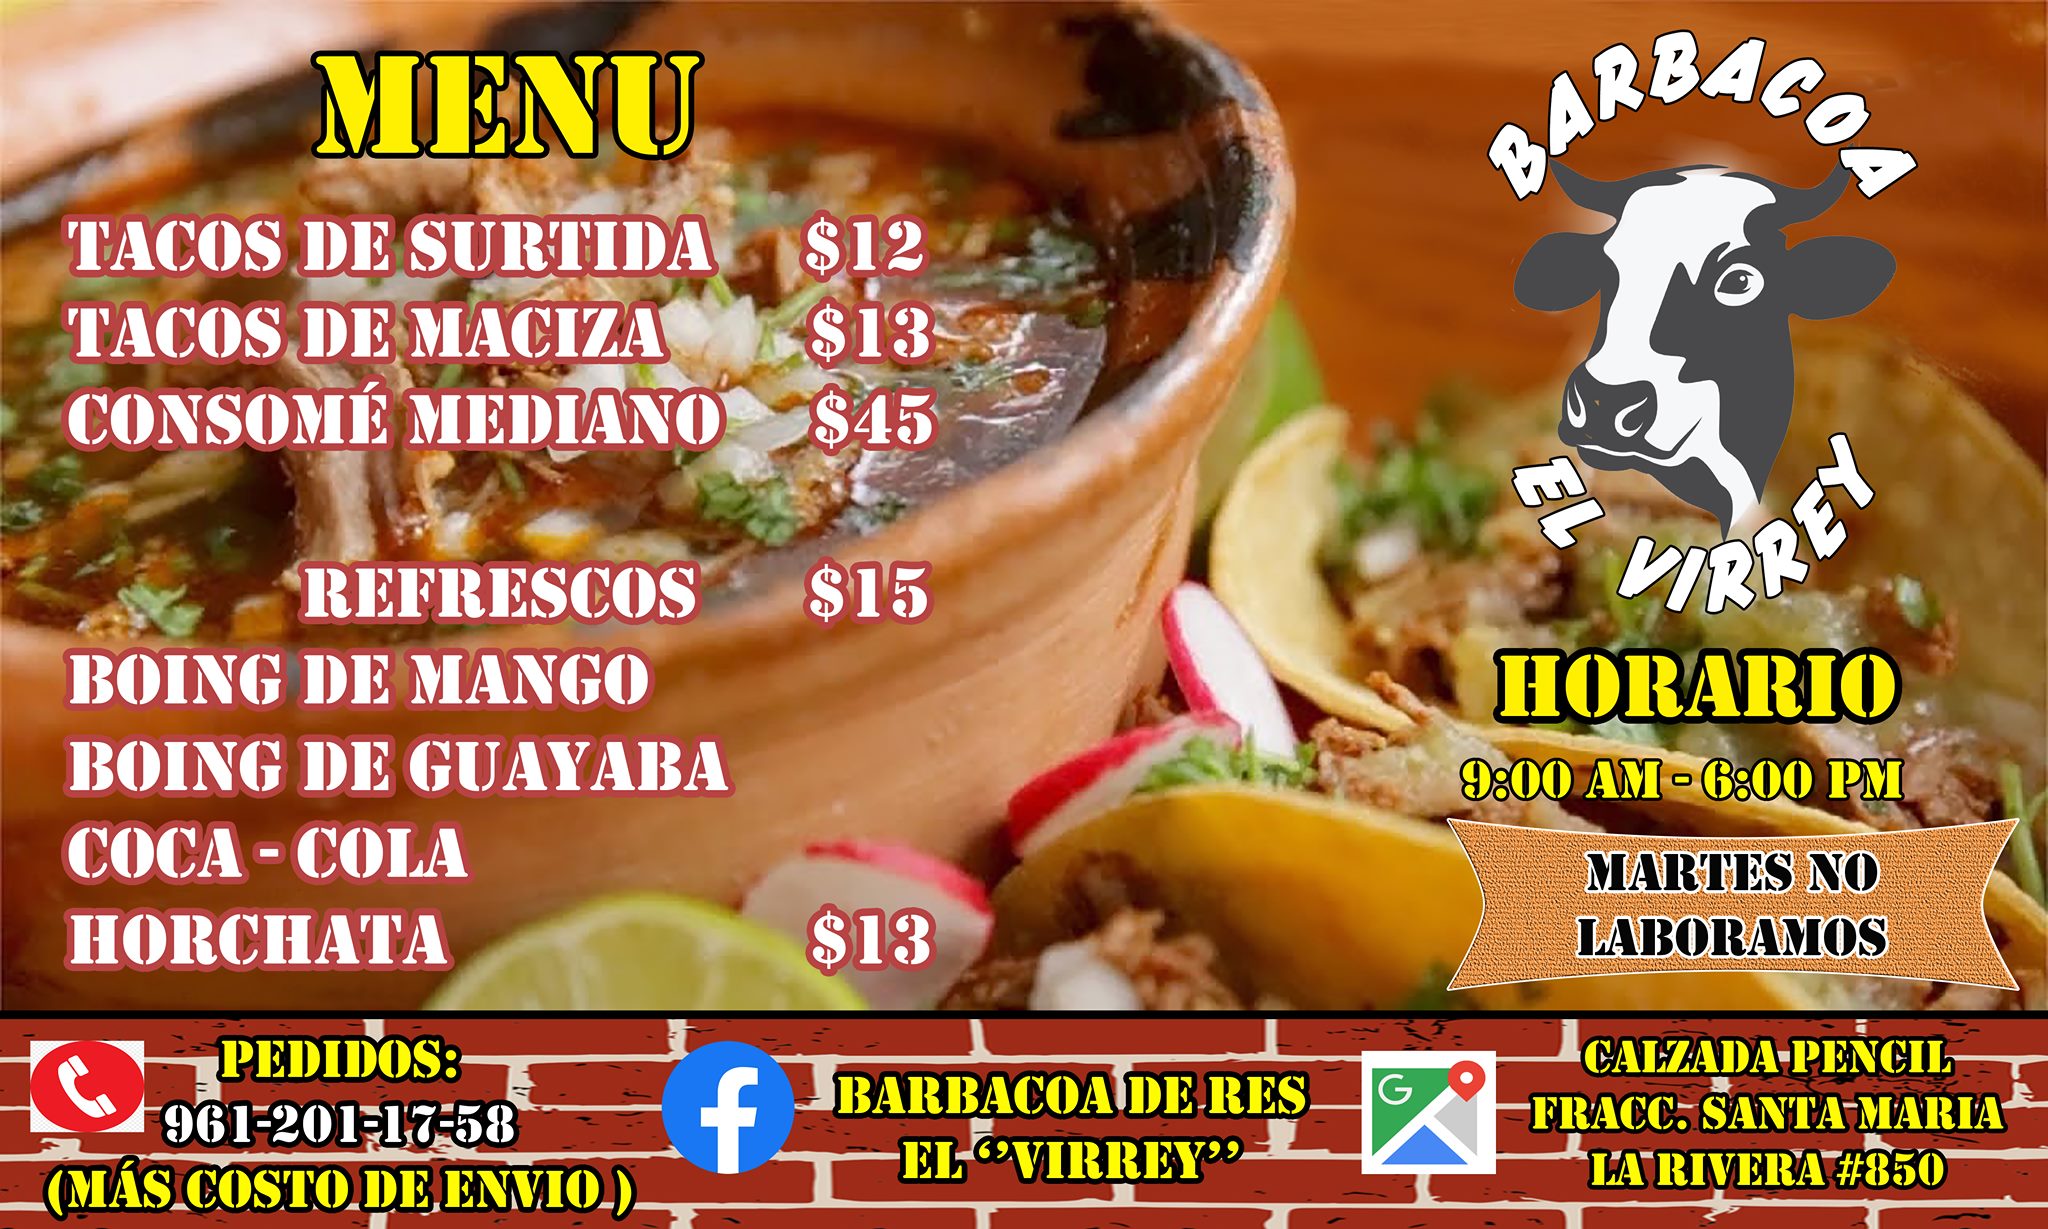 MENU
TACOS DE SURTIDA $12
TACOS DE MACIZA $13
CONSOMÉ MEDIANO $45
REFRESCOS $15
BOING DE MANGO
BOING DE GUAYABA
COCA - COLA
HORCHATA $13
BARBACOA
EL VIRREY
HORARIO
9:00 AM - 6:00 PM
MARTES NO
LABORAMOS
PEDIDOS:
961-201-17-58
(MÁS COSTO DE ENVIO )
BARBACOA DE RES
EL ‘’VIRREY’’
G
CALZADA PENCIL
FRACC. SANTA MARIA
LA RIVERA #850